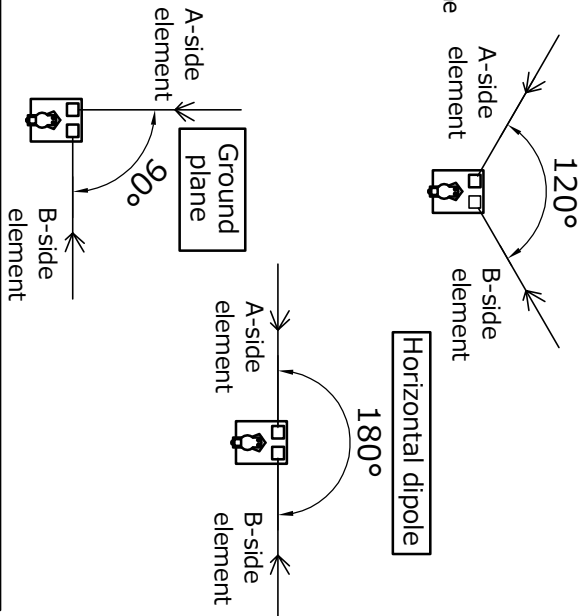 120°
A-side
element
B-side
element
Horizontal dipole
180°
A-side
element
B-side
element
Ground
plane
A-side
element
90°
B-side
element